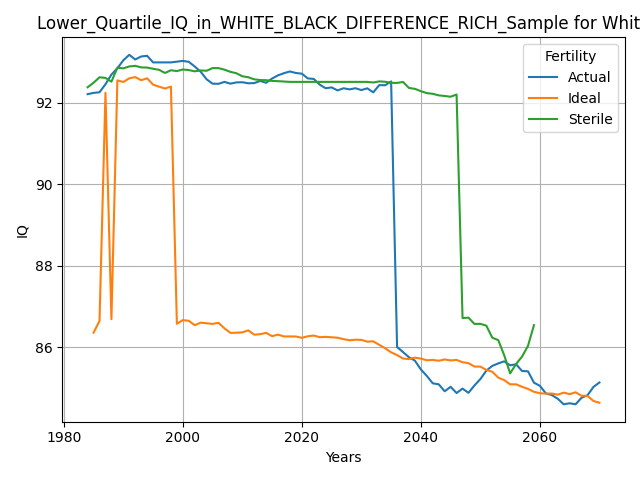 Lower_Quartile_IQ_in_WHITE_BLACK_DIFFERENCE_RICH_Sample for Whit
Fertility
Actual
Ideal
Sterile
IQ
92
90
88
86
1980
2000
2020
2040
2060
Years